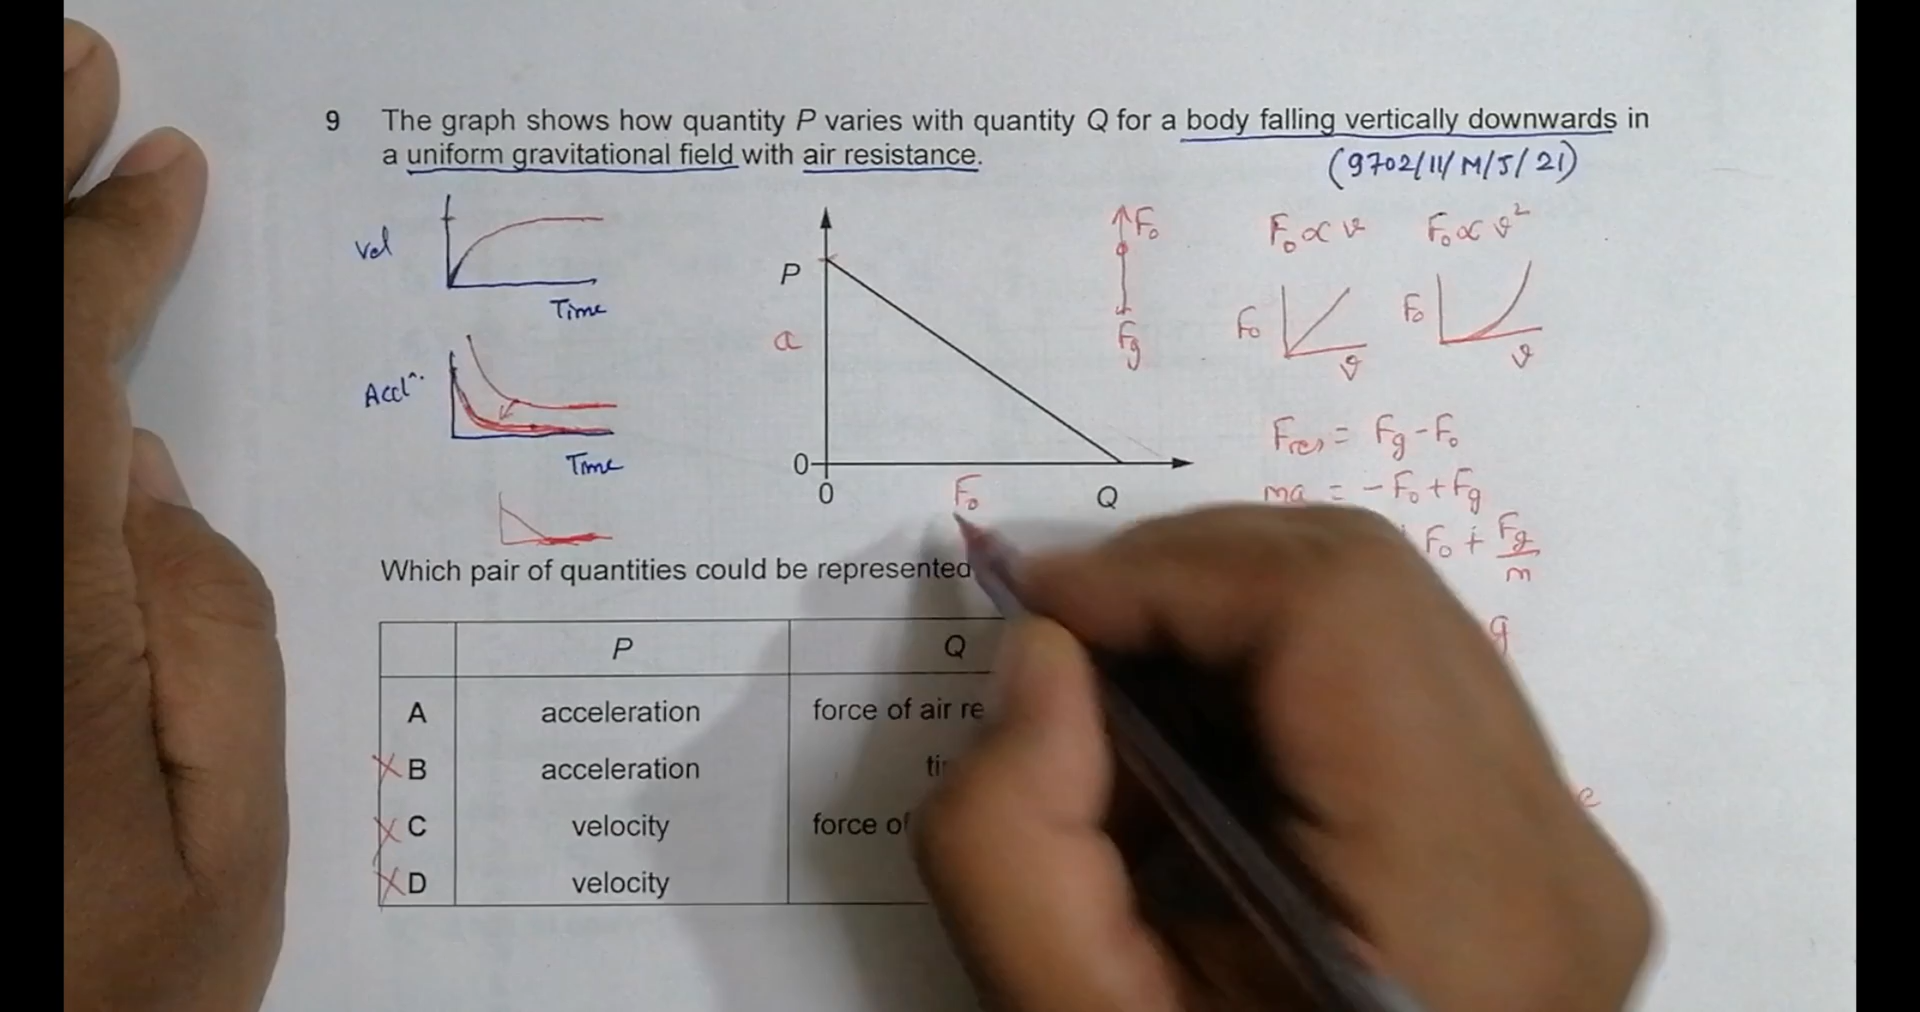 9 The graph shows how quantity P varies with quantity Q for a body falling vertically downwards in
a uniform gravitational field with air resistance.
(9702/11/M/J/21)
Vel
Time
Accl^n.
Time
P
a
0
0
F₀
Q
F₀
Fg
F₀ ∝ v
F₀ ∝ v²
F₀
v
F₀
v
Fres = Fg - F₀
ma = - F₀ + Fg
F₀ + Fg
m
g
e
Which pair of quantities could be represented
P Q
A acceleration force of air re
B acceleration
C velocity force of
D velocity